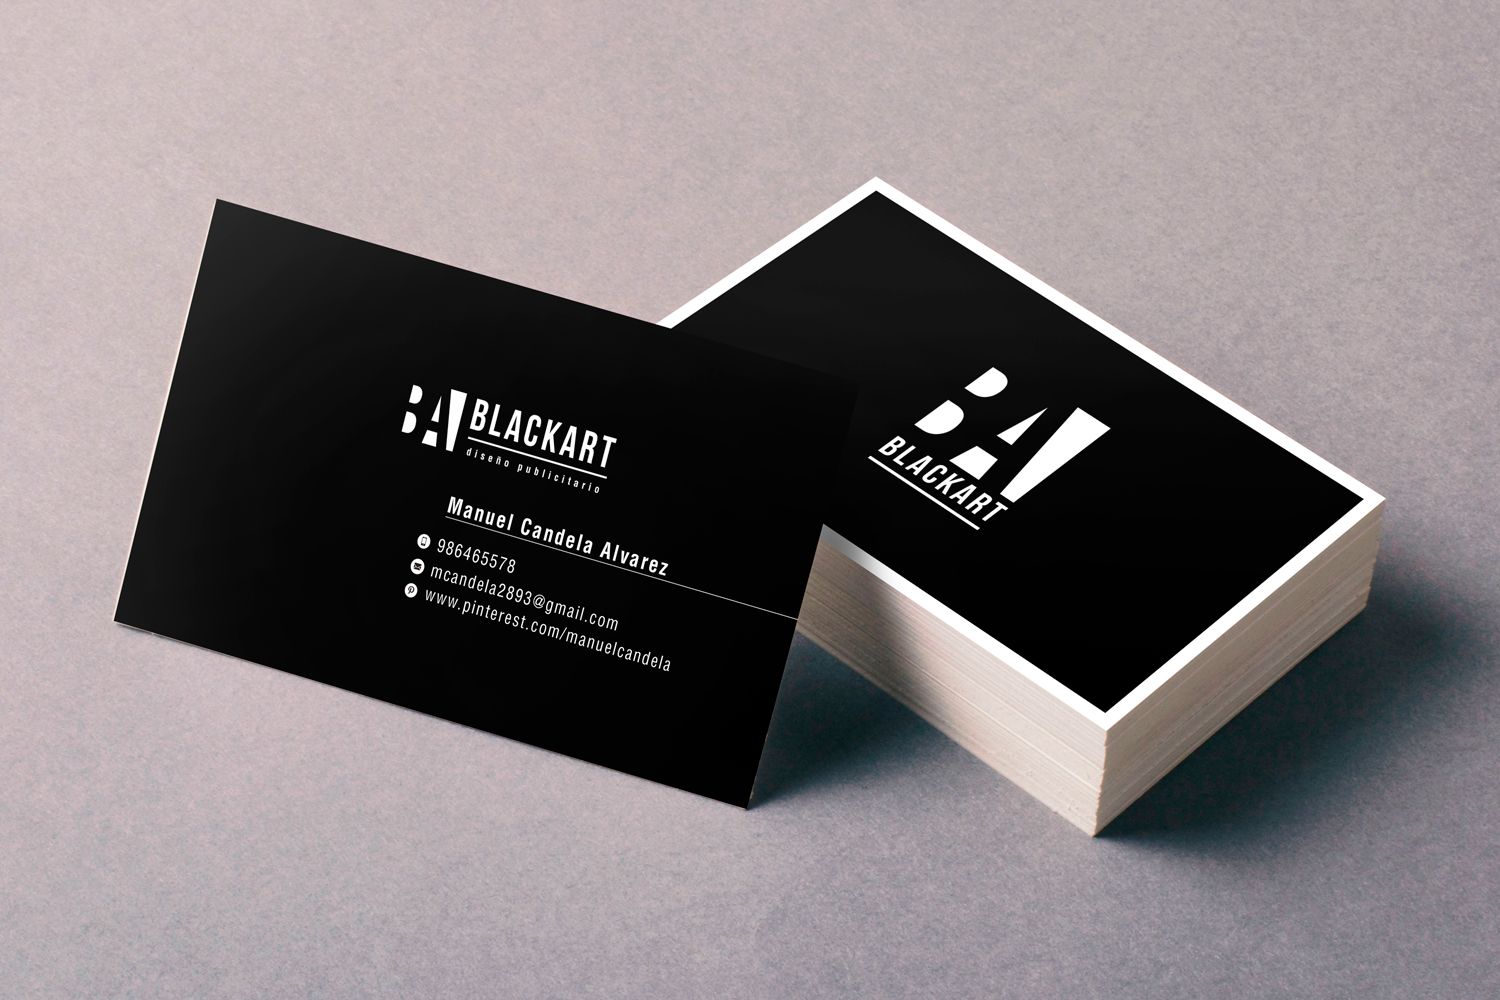 BA BLACKART
diseño publicitario
Manuel Candela Alvarez
986465578
mcandela2893@gmail.com
www.pinterest.com/manuelcandela
BA
BLACKART